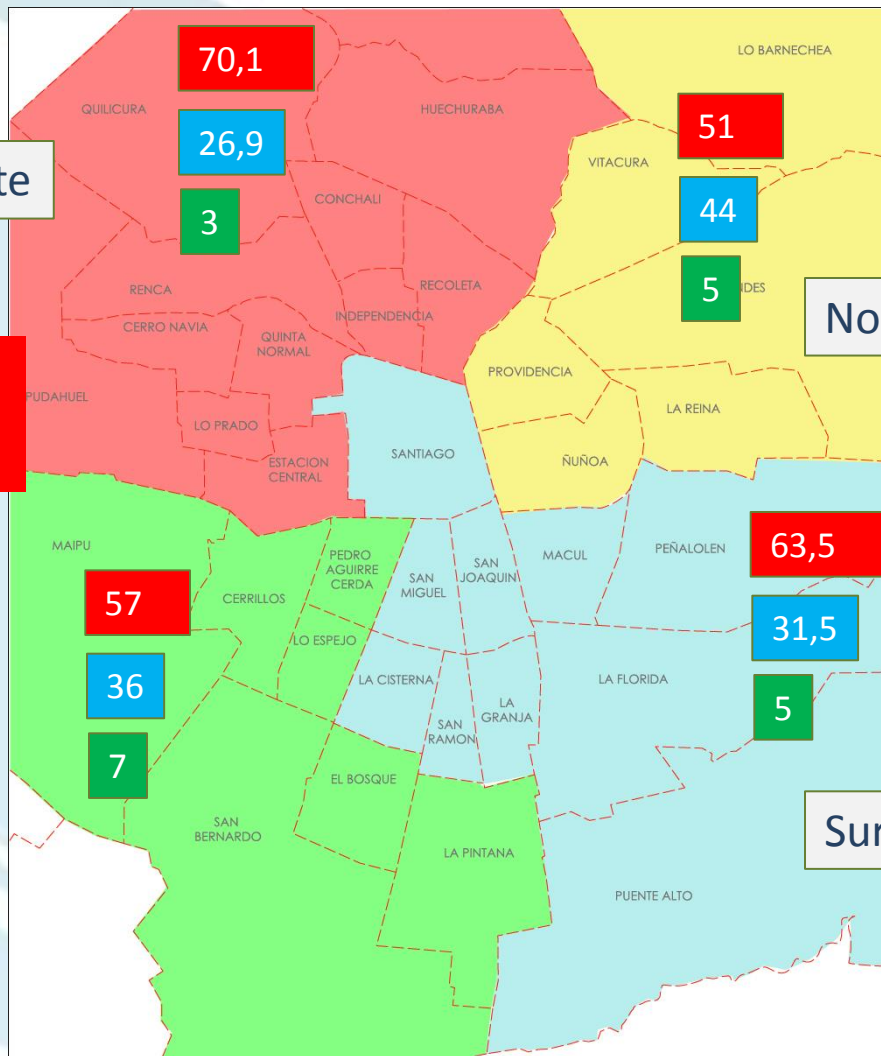 70,1
LO BARNECHEA
QUILICURA
HUECHURABA
51
26,9
VITACURA
te
CONCHALI
44
3
RECOLETA
RENCA
5
NDES
INDEPENDENCIA
No
CERRO NAVIA
QUINTA
NORMAL
PROVIDENCIA
PUDAHUEL
LA REINA
LO PRADO
SANTIAGO
ÑUÑOA
ESTACION
CENTRAL
MAIPU
PEDRO
AGUIRRE
CERDA
SAN
JOAQUIN
MACUL
PEÑALOLEN
63,5
SAN
MIGUEL
57
CERRILLOS
31,5
LO ESPEJO
36
LA CISTERNA
LA FLORIDA
LA
GRANJA
5
SAN
RAMON
7
EL BOSQUE
SAN
BERNARDO
Sur
LA PINTANA
PUENTE ALTO